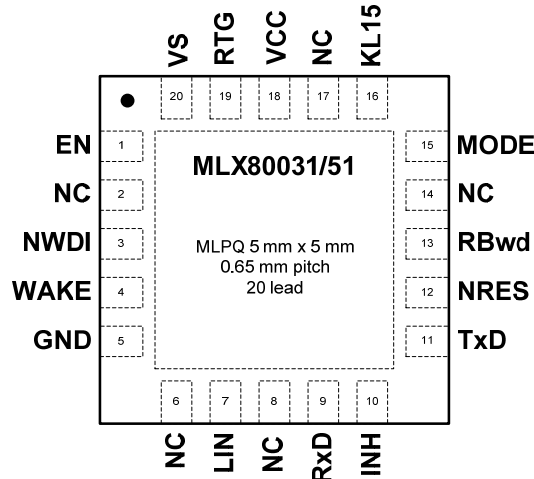 VS
RTG
VCC
NC
KL15
20
19
18
17
16
EN
1
NC
2
NWDI
3
WAKE
4
GND
5
MLX80031/51
MLPQ 5 mm x 5 mm
0.65 mm pitch
20 lead
15
MODE
14
NC
13
RBwd
12
NRES
11
TxD
6
7
8
9
10
NC
LIN
NC
RxD
INH